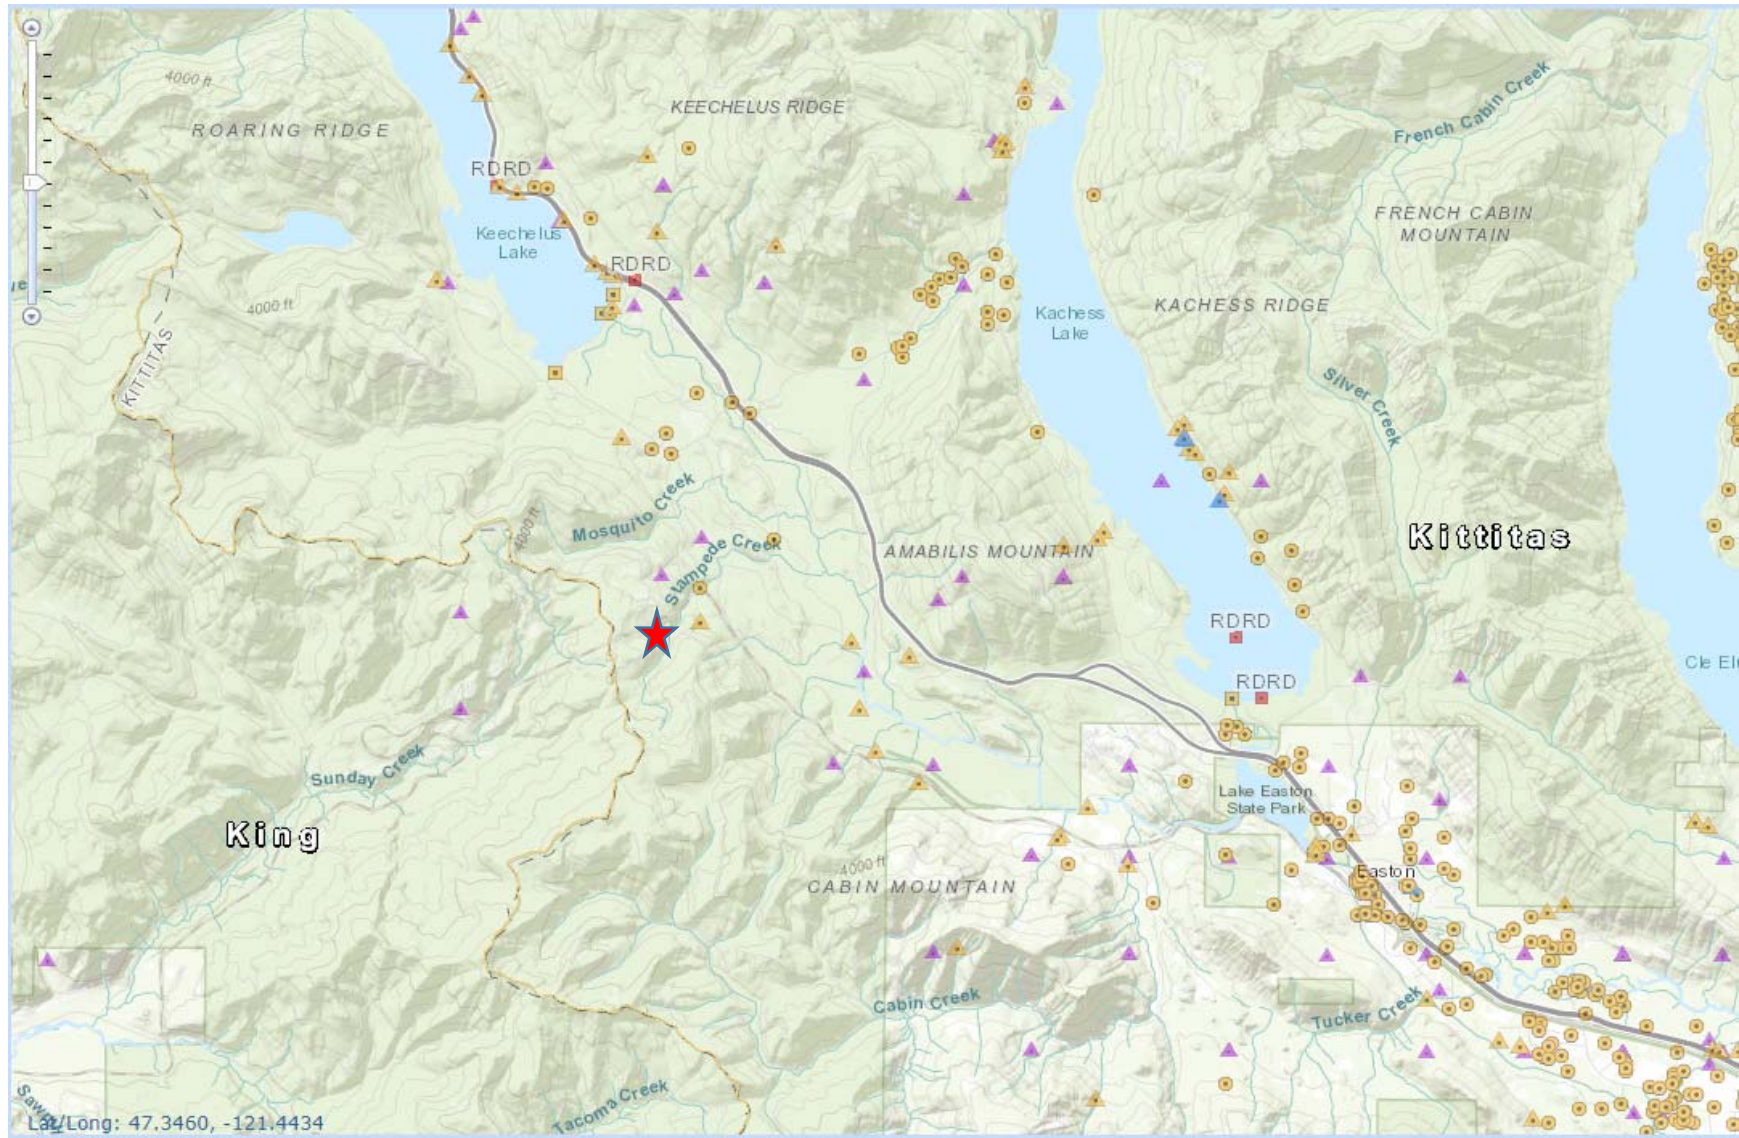 4000 ft
ROARING RIDGE
KEECHELUS RIDGE
French Cabin Creek
RDRD
FRENCH CABIN
MOUNTAIN
Keechelus
Lake
RDRD
4000 ft
KITTITAS
Kachess
Lake
KACHESS RIDGE
Silver Creek
Mosquito Creek
4000 ft
Stampede Creek
AMABILIS MOUNTAIN
Kittitas
RDRD
RDRD
Cle El
Sunday Creek
King
Lake Easton
State Park
4000 ft
CABIN MOUNTAIN
Easton
Cabin Creek
Tucker Creek
Tacoma Creek
Lat/Long: 47.3460, -121.4434